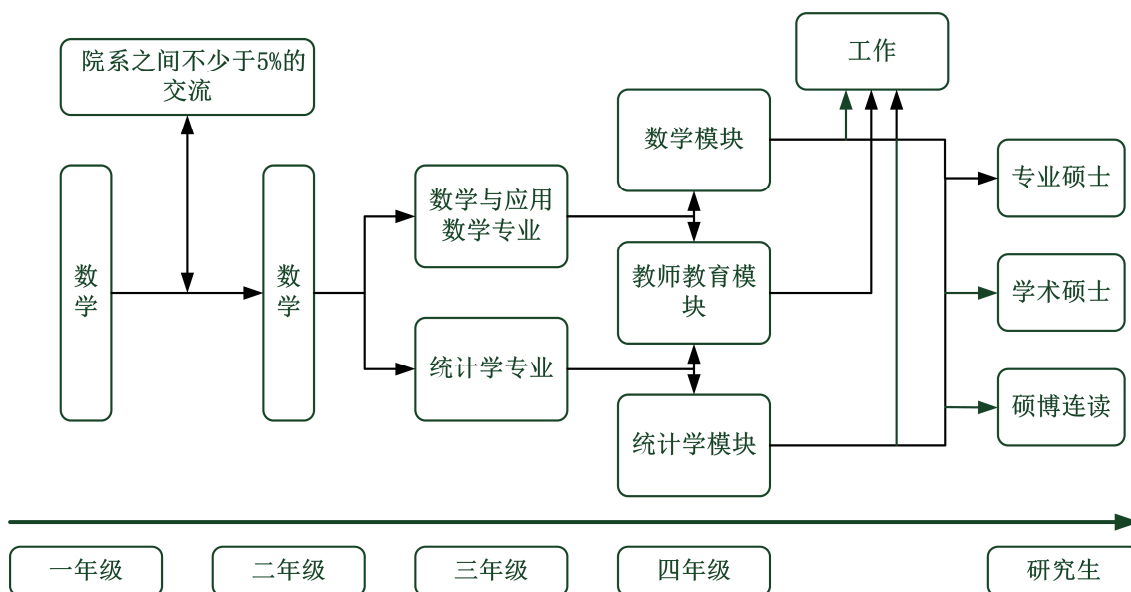 院系之间不少于5%的
交流
工作
数学模块
专业硕士
数
学
数
学
数学与应用
数学专业
教师教育模
块
学术硕士
统计学专业
统计学模块
硕博连读
一年级
二年级
三年级
四年级
研究生